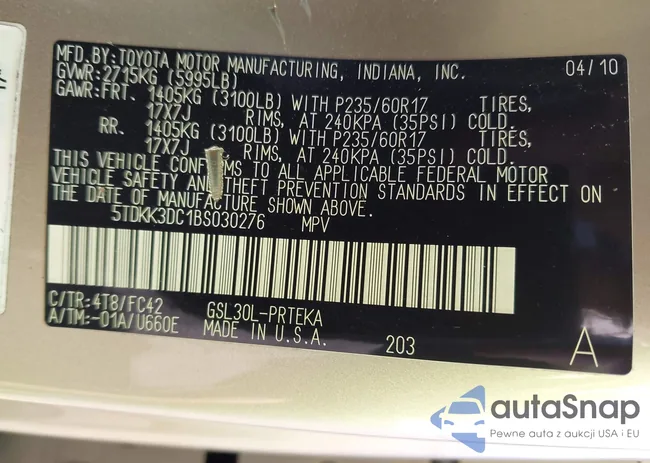 MFD.BY:TOYOTA MOTOR MANUFACTURING, INDIANA, INC. 04/10
GVWR:2715KG (5995LB)
GAWR:FRT. 1405KG (3100LB) WITH P235/60R17 TIRES,
17X7J RIMS, AT 240KPA (35PSI) COLD.
RR. 1405KG (3100LB) WITH P235/60R17 TIRES,
17X7J RIMS, AT 240KPA (35PSI) COLD.
THIS VEHICLE CONFORMS TO ALL APPLICABLE FEDERAL MOTOR
VEHICLE SAFETY AND THEFT PREVENTION STANDARDS IN EFFECT ON
THE DATE OF MANUFACTURE SHOWN ABOVE.
5TDKK3DC1BS030276 MPV
C/TR:4T8/FC42 GSL30L-PRTEKA
A/TM:-01A/U660E MADE IN U.S.A. 203 A
autaSnap
Pewne auta z aukcji USA i EU